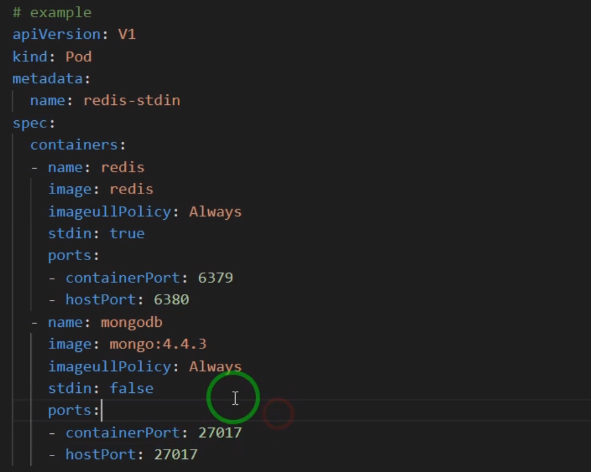 # example
apiVersion: V1
kind: Pod
metadata:
  name: redis-stdin
spec:
  containers:
  - name: redis
    image: redis
    imageullPolicy: Always
    stdin: true
    ports:
    - containerPort: 6379
    - hostPort: 6380
  - name: mongodb
    image: mongo:4.4.3
    imageullPolicy: Always
    stdin: false
    ports:
    - containerPort: 27017
    - hostPort: 27017